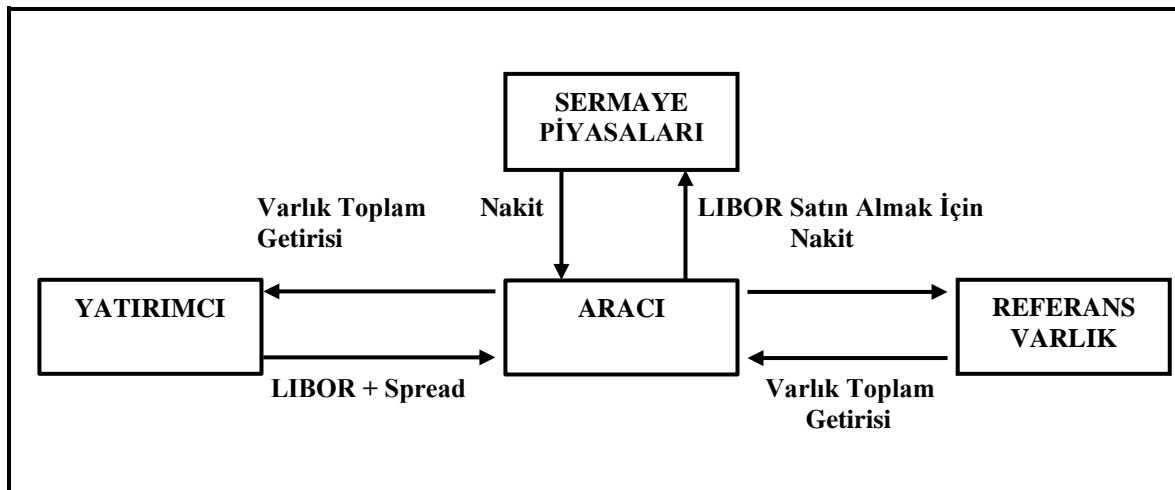 SERMAYE
PİYASALARI
Varlık Toplam
Getirisi
Nakit
LIBOR Satın Almak İçin
Nakit
YATIRIMCI
ARACI
REFERANS
VARLIK
LIBOR + Spread
Varlık Toplam
Getirisi